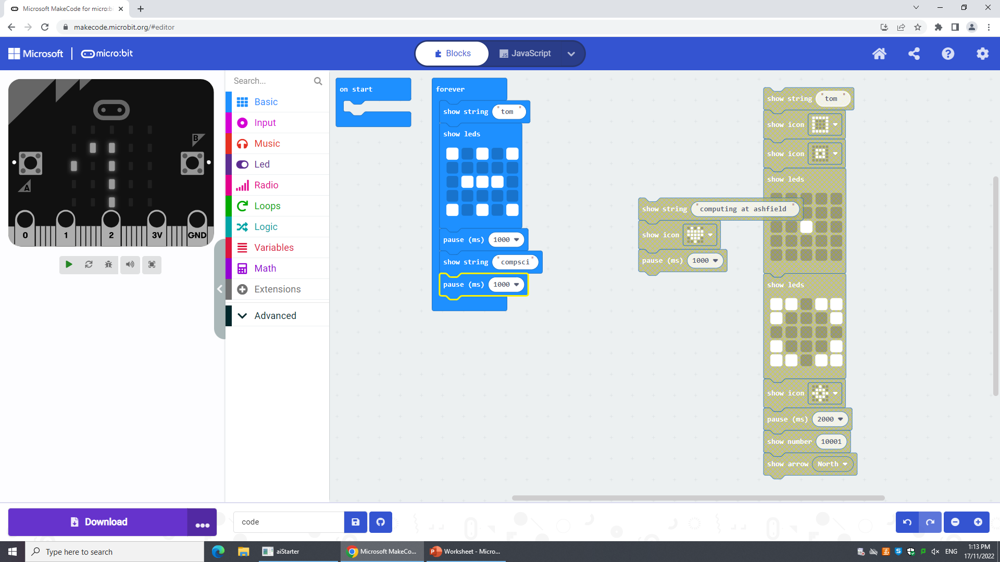 Microsoft MakeCode for micro:b
makecode.microbit.org/#editor
Microsoft
micro:bit
Blocks
JS JavaScript
B
A
0 1 2 3V GND
Search...
Basic
Input
Music
Led
Radio
Loops
Logic
Variables
Math
Extensions
Advanced
on start
forever
show string "tom"
show leds
pause (ms) 1000
show string "compsci"
pause (ms) 1000
show string "computing at ashfield "
show icon
pause (ms) 1000
show string "tom "
show icon
show icon
show leds
show leds
show icon
pause (ms) 2000
show number 10001
show arrow North
Download
code
Type here to search
aiStarter
Microsoft MakeCo...
P Worksheet - Micro...
S
ENG
1:13 PM
17/11/2022